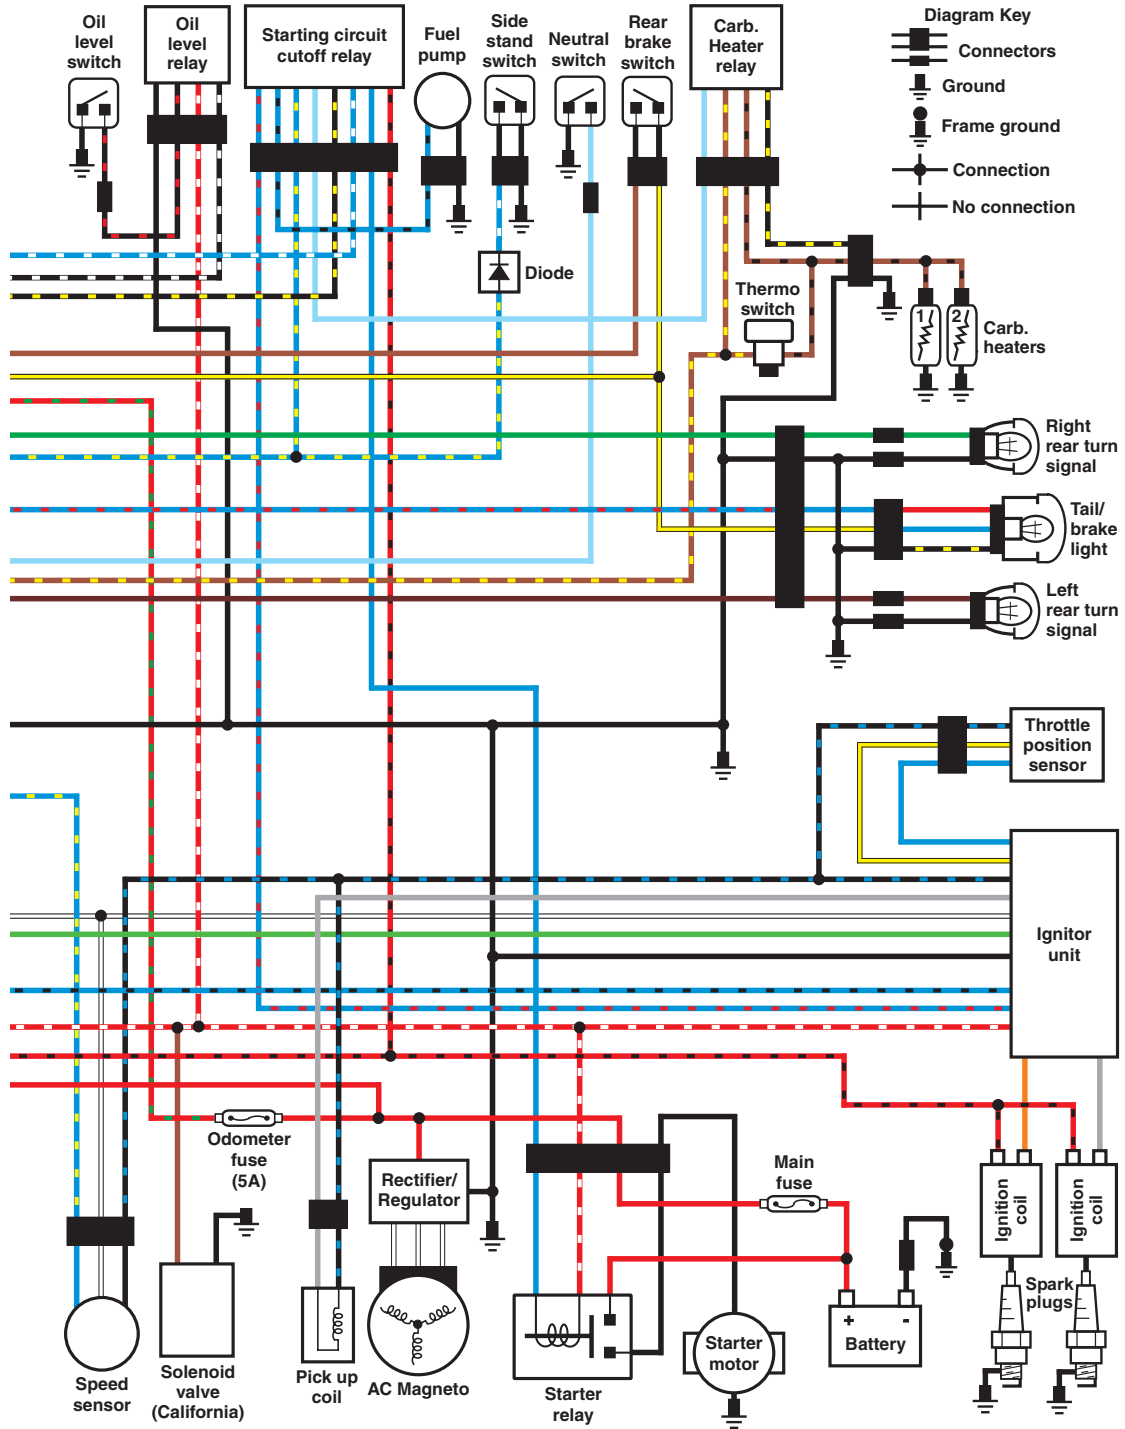 Oil
level
switch
Oil
level
relay
Starting circuit
cutoff relay
Fuel
pump
Side
stand
switch
Neutral
switch
Rear
brake
switch
Carb.
Heater
relay
Diagram Key
Connectors
Ground
Frame ground
Connection
No connection
Diode
Thermo
switch
1
2
Carb.
heaters
Right
rear turn
signal
Tail/
brake
light
Left
rear turn
signal
Throttle
position
sensor
Ignitor
unit
Odometer
fuse
(5A)
Rectifier/
Regulator
Main
fuse
Ignition
coil
Ignition
coil
Spark
plugs
+
-
Battery
Starter
motor
Speed
sensor
Solenoid
valve
(California)
Pick up
coil
AC Magneto
Starter
relay